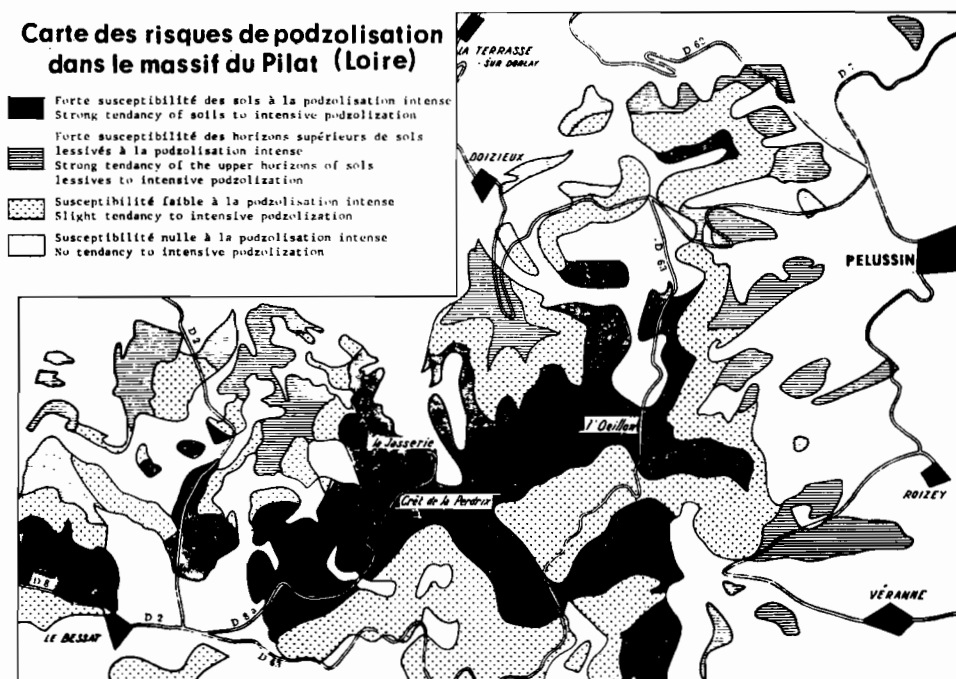 Carte des risques de podzolisation
dans le massif du Pilat (Loire)
Forte susceptibilité des sols à la podzolisation intense
Strong tendancy of soils to intensive podzolization
Forte susceptibilité des horizons supérieurs de sols
lessivés à la podzolisation intense
Strong tendancy of the upper horizons of sols
lessives to intensive podzolization
Susceptibilité faible à la podzolisation intense
Slight tendancy to intensive podzolization
Susceptibilité nulle à la podzolisation intense
No tendancy to intensive podzolization
LA TERRASSE
SUR DORLAY
DOIZIEUX
PELUSSIN
D 63
D 2
la Jasserie
l'Oeillon
Crêt de la Perdrix
ROIZEY
D 8
VÉRANNE
LE BESSAT
D 2
D 8a